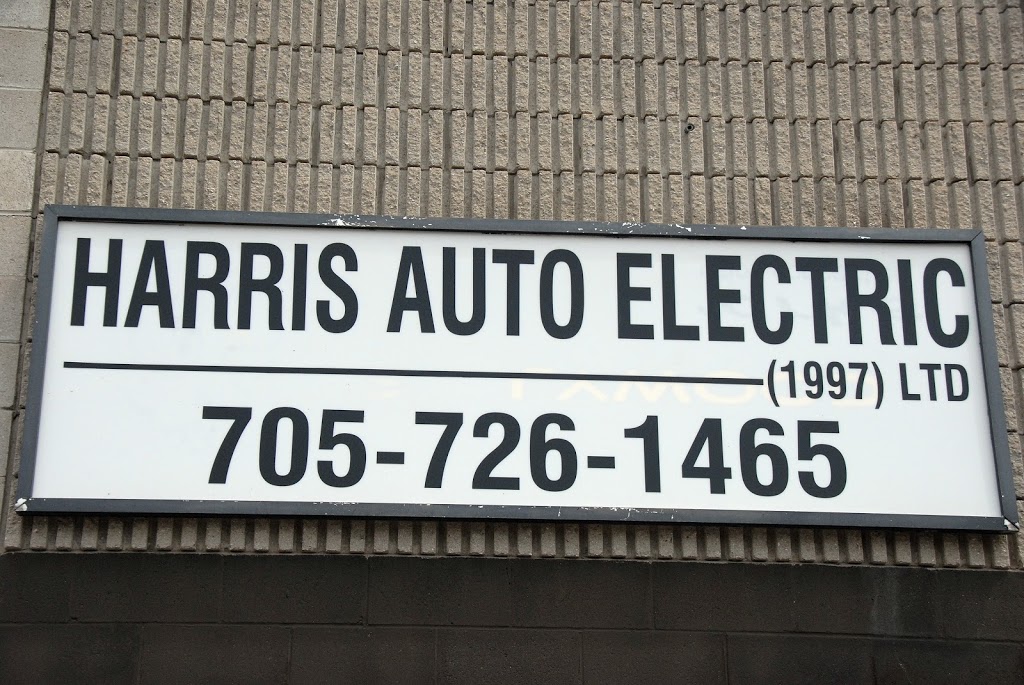 HARRIS AUTO ELECTRIC
(1997) LTD
705-726-1465